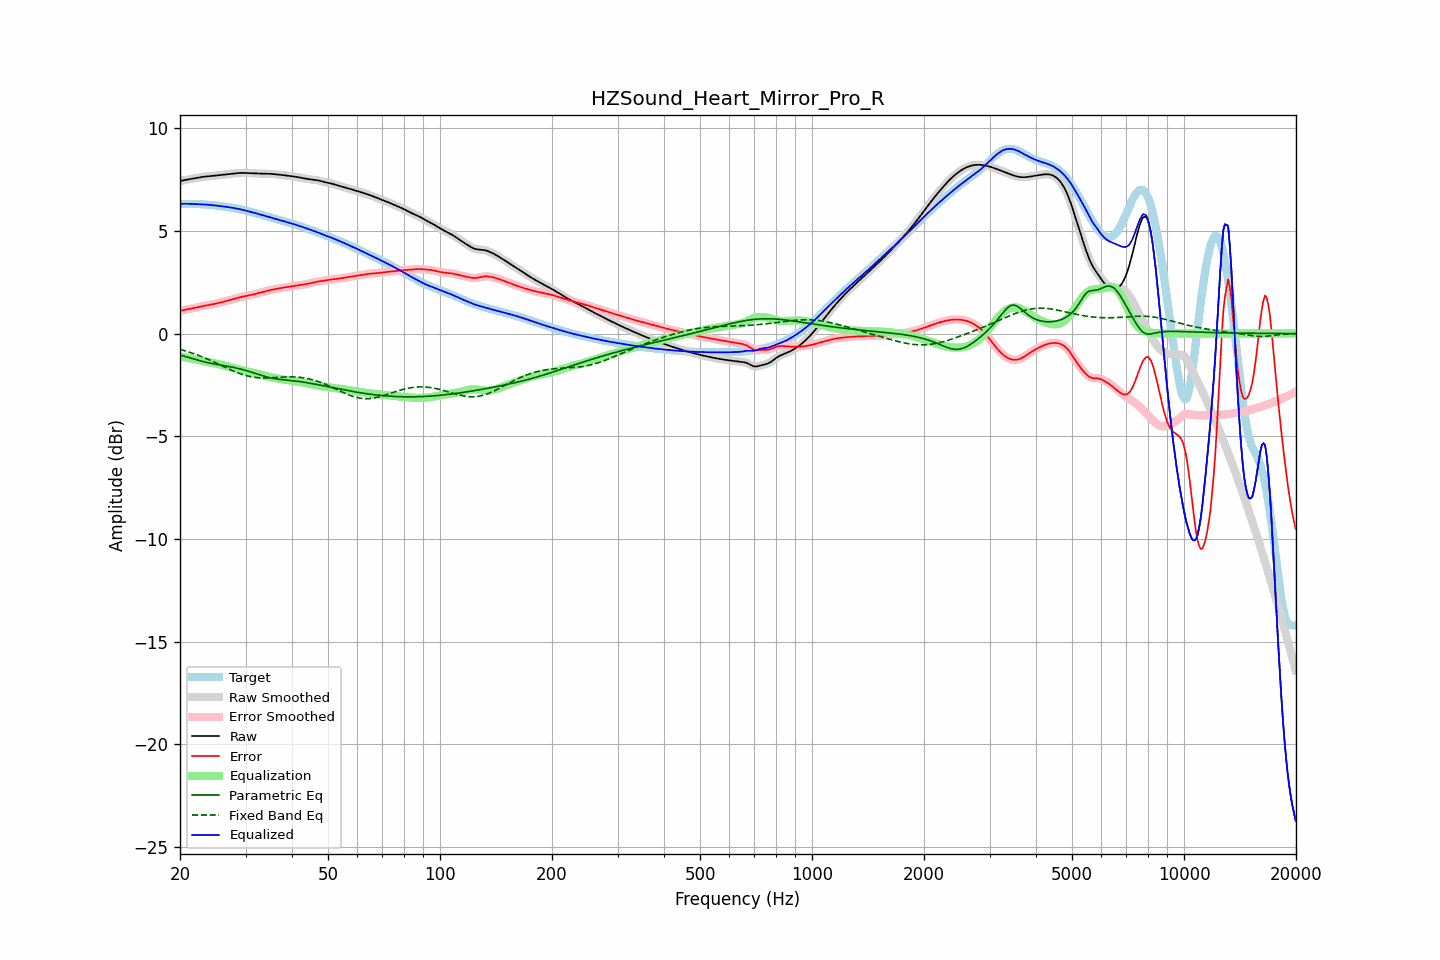 HZSound_Heart_Mirror_Pro_R
10
5
0
−5
−10
−15
−20
−25
Amplitude (dBr)
Target
Raw Smoothed
Error Smoothed
Raw
Error
Equalization
Parametric Eq
Fixed Band Eq
Equalized
20 50 100 200 500 1000 2000 5000 10000 20000
Frequency (Hz)